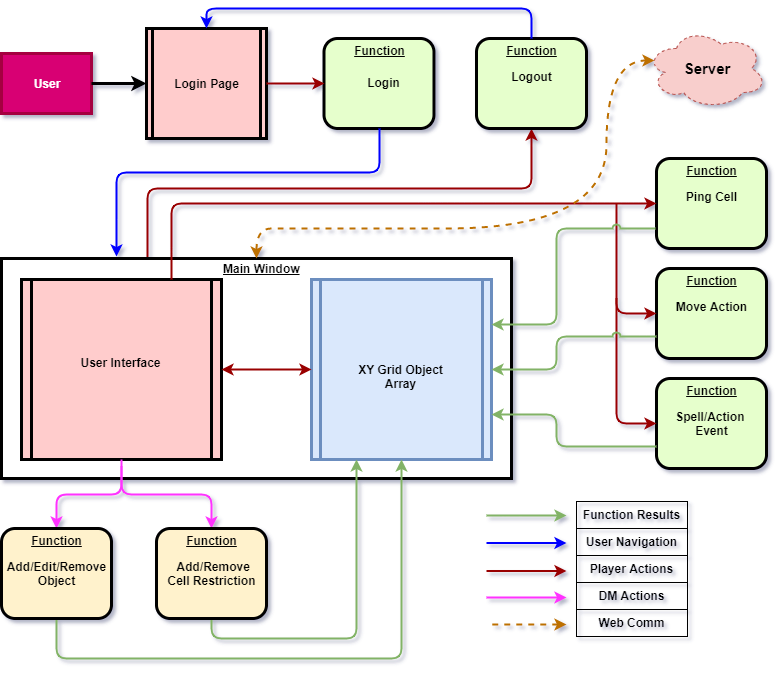 User
Login Page
Function
Login
Function
Logout
Server
Function
Ping Cell
Main Window
User Interface
XY Grid Object
Array
Function
Move Action
Function
Spell/Action
Event
Function
Add/Edit/Remove
Object
Function
Add/Remove
Cell Restriction
Function Results
User Navigation
Player Actions
DM Actions
Web Comm